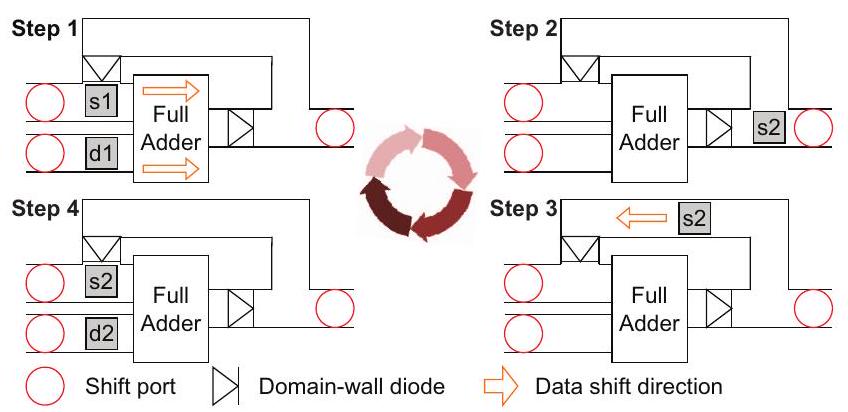 Step 1
s1
d1
Full
Adder
Step 2
Full
Adder
s2
Step 4
s2
d2
Full
Adder
Step 3
s2
Full
Adder
Shift port
Domain-wall diode
Data shift direction